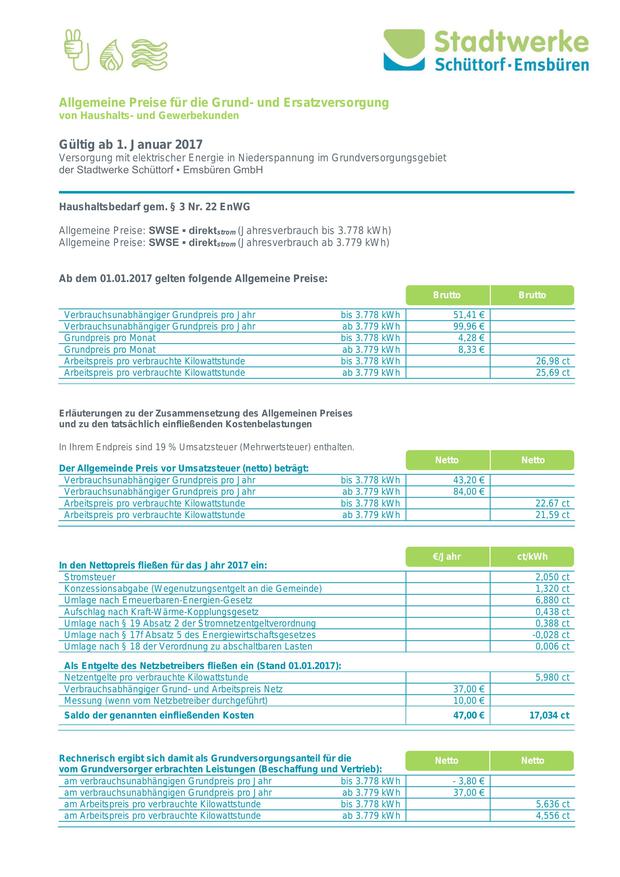 Stadtwerke
Schüttorf·Emsbüren
Allgemeine Preise für die Grund- und Ersatzversorgung
von Haushalts- und Gewerbekunden
Gültig ab 1. Januar 2017
Versorgung mit elektrischer Energie in Niederspannung im Grundversorgungsgebiet
der Stadtwerke Schüttorf • Emsbüren GmbH
Haushaltsbedarf gem. § 3 Nr. 22 EnWG
Allgemeine Preise: SWSE ▪ direktstrom (Jahresverbrauch bis 3.778 kWh)
Allgemeine Preise: SWSE ▪ direktstrom (Jahresverbrauch ab 3.779 kWh)
Ab dem 01.01.2017 gelten folgende Allgemeine Preise:
Brutto Brutto
Verbrauchsunabhängiger Grundpreis pro Jahr bis 3.778 kWh 51,41 €
Verbrauchsunabhängiger Grundpreis pro Jahr ab 3.779 kWh 99,96 €
Grundpreis pro Monat bis 3.778 kWh 4,28 €
Grundpreis pro Monat ab 3.779 kWh 8,33 €
Arbeitspreis pro verbrauchte Kilowattstunde bis 3.778 kWh 26,98 ct
Arbeitspreis pro verbrauchte Kilowattstunde ab 3.779 kWh 25,69 ct
Erläuterungen zu der Zusammensetzung des Allgemeinen Preises
und zu den tatsächlich einfließenden Kostenbelastungen
In Ihrem Endpreis sind 19 % Umsatzsteuer (Mehrwertsteuer) enthalten.
Netto Netto
Der Allgemeinde Preis vor Umsatzsteuer (netto) beträgt:
Verbrauchsunabhängiger Grundpreis pro Jahr bis 3.778 kWh 43,20 €
Verbrauchsunabhängiger Grundpreis pro Jahr ab 3.779 kWh 84,00 €
Arbeitspreis pro verbrauchte Kilowattstunde bis 3.778 kWh 22,67 ct
Arbeitspreis pro verbrauchte Kilowattstunde ab 3.779 kWh 21,59 ct
€/Jahr ct/kWh
In den Nettopreis fließen für das Jahr 2017 ein:
Stromsteuer 2,050 ct
Konzessionsabgabe (Wegenutzungsentgelt an die Gemeinde) 1,320 ct
Umlage nach Erneuerbaren-Energien-Gesetz 6,880 ct
Aufschlag nach Kraft-Wärme-Kopplungsgesetz 0,438 ct
Umlage nach § 19 Absatz 2 der Stromnetzentgeltverordnung 0,388 ct
Umlage nach § 17f Absatz 5 des Energiewirtschaftsgesetzes -0,028 ct
Umlage nach § 18 der Verordnung zu abschaltbaren Lasten 0,006 ct
Als Entgelte des Netzbetreibers fließen ein (Stand 01.01.2017):
Netzentgelte pro verbrauchte Kilowattstunde 5,980 ct
Verbrauchsabhängiger Grund- und Arbeitspreis Netz 37,00 €
Messung (wenn vom Netzbetreiber durchgeführt) 10,00 €
Saldo der genannten einfließenden Kosten 47,00 € 17,034 ct
Rechnerisch ergibt sich damit als Grundversorgungsanteil für die
vom Grundversorger erbrachten Leistungen (Beschaffung und Vertrieb):
Netto Netto
am verbrauchsunabhängigen Grundpreis pro Jahr bis 3.778 kWh - 3,80 €
am verbrauchsunabhängigen Grundpreis pro Jahr ab 3.779 kWh 37,00 €
am Arbeitspreis pro verbrauchte Kilowattstunde bis 3.778 kWh 5,636 ct
am Arbeitspreis pro verbrauchte Kilowattstunde ab 3.779 kWh 4,556 ct